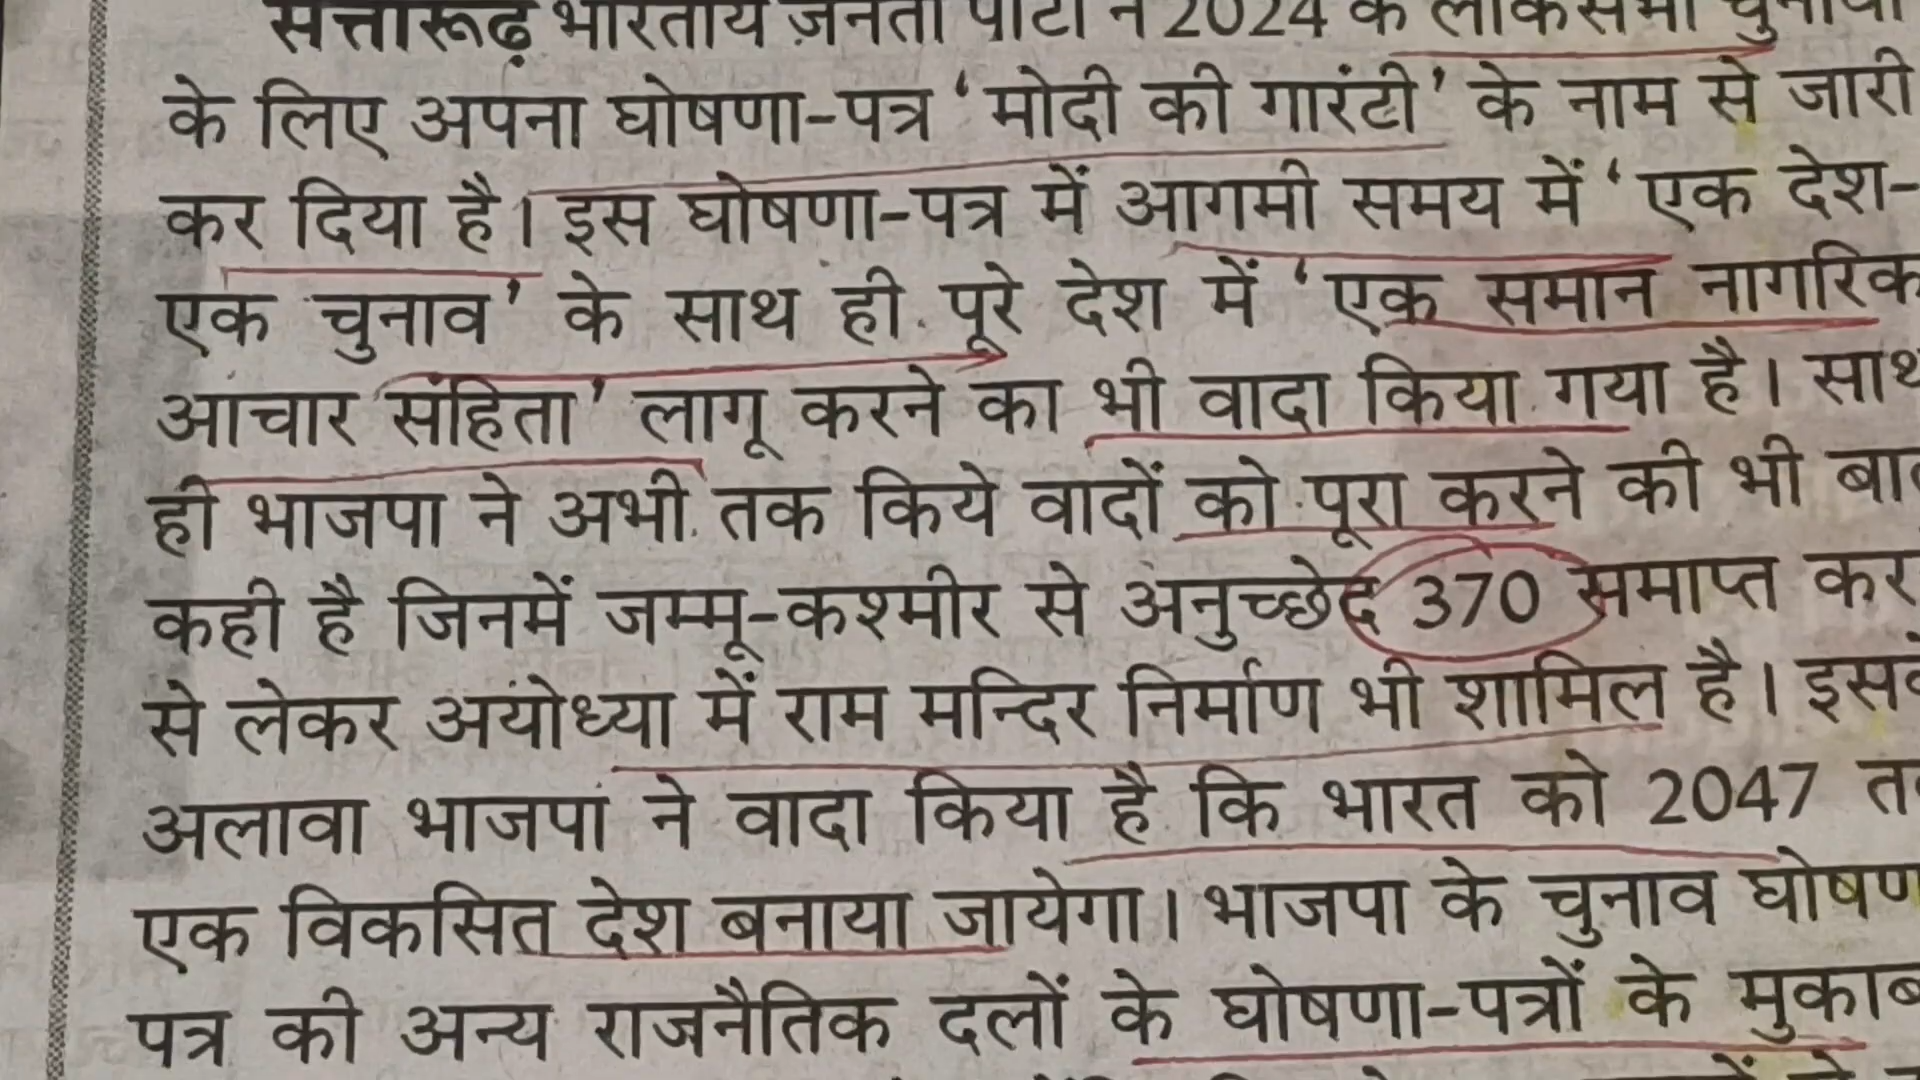 सत्तारूढ़ भारतीय जनता पार्टी ने 2024 के लोकसभा चुनावों
के लिए अपना घोषणा-पत्र ‘मोदी की गारंटी’ के नाम से जारी
कर दिया है। इस घोषणा-पत्र में आगमी समय में ‘एक देश-
एक चुनाव’ के साथ ही पूरे देश में ‘एक समान नागरिक
आचार संहिता’ लागू करने का भी वादा किया गया है। साथ
ही भाजपा ने अभी तक किये वादों को पूरा करने की भी बात
कही है जिनमें जम्मू-कश्मीर से अनुच्छेद 370 समाप्त कर
से लेकर अयोध्या में राम मन्दिर निर्माण भी शामिल है। इसके
अलावा भाजपा ने वादा किया है कि भारत को 2047 तक
एक विकसित देश बनाया जायेगा। भाजपा के चुनाव घोषणा
पत्र की अन्य राजनैतिक दलों के घोषणा-पत्रों के